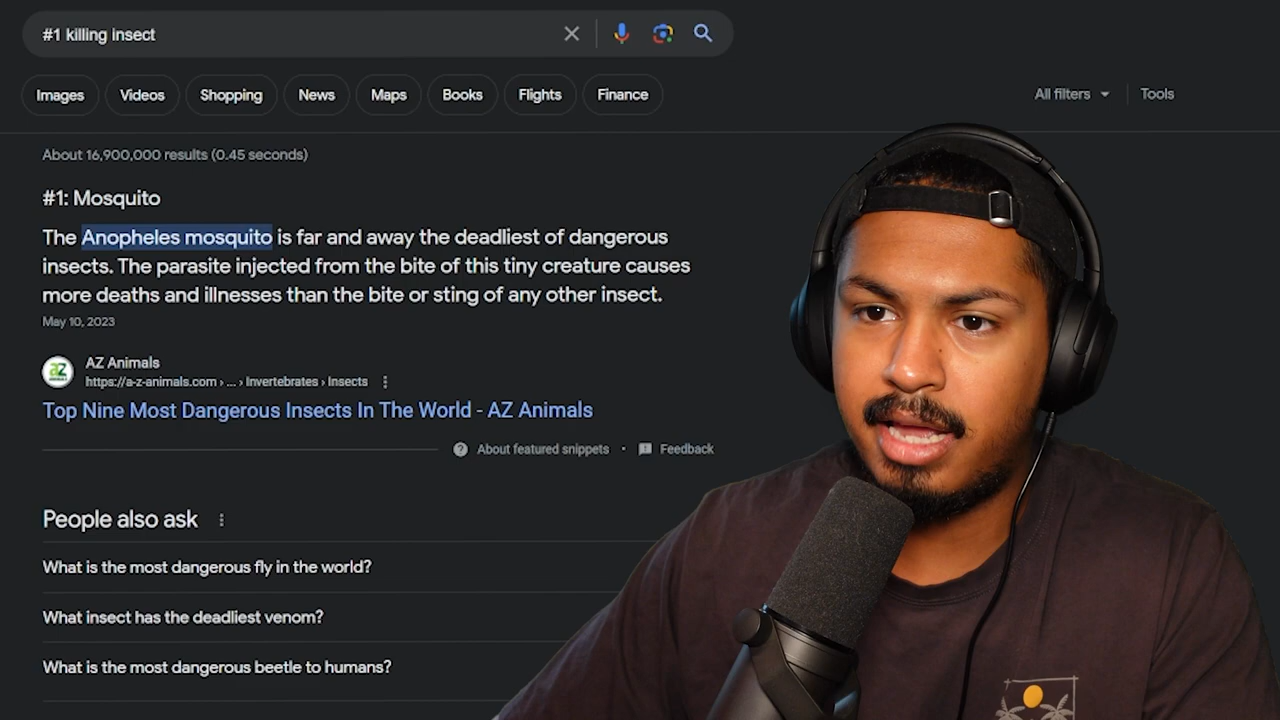 #1 killing insect
Images Videos Shopping News Maps Books Flights Finance All filters Tools
About 16,900,000 results (0.45 seconds)
#1: Mosquito
The Anopheles mosquito is far and away the deadliest of dangerous
insects. The parasite injected from the bite of this tiny creature causes
more deaths and illnesses than the bite or sting of any other insect.
May 10, 2023
AZ Animals
https://a-z-animals.com › ... › Invertebrates › Insects
Top Nine Most Dangerous Insects In The World - AZ Animals
About featured snippets • Feedback
People also ask
What is the most dangerous fly in the world?
What insect has the deadliest venom?
What is the most dangerous beetle to humans?